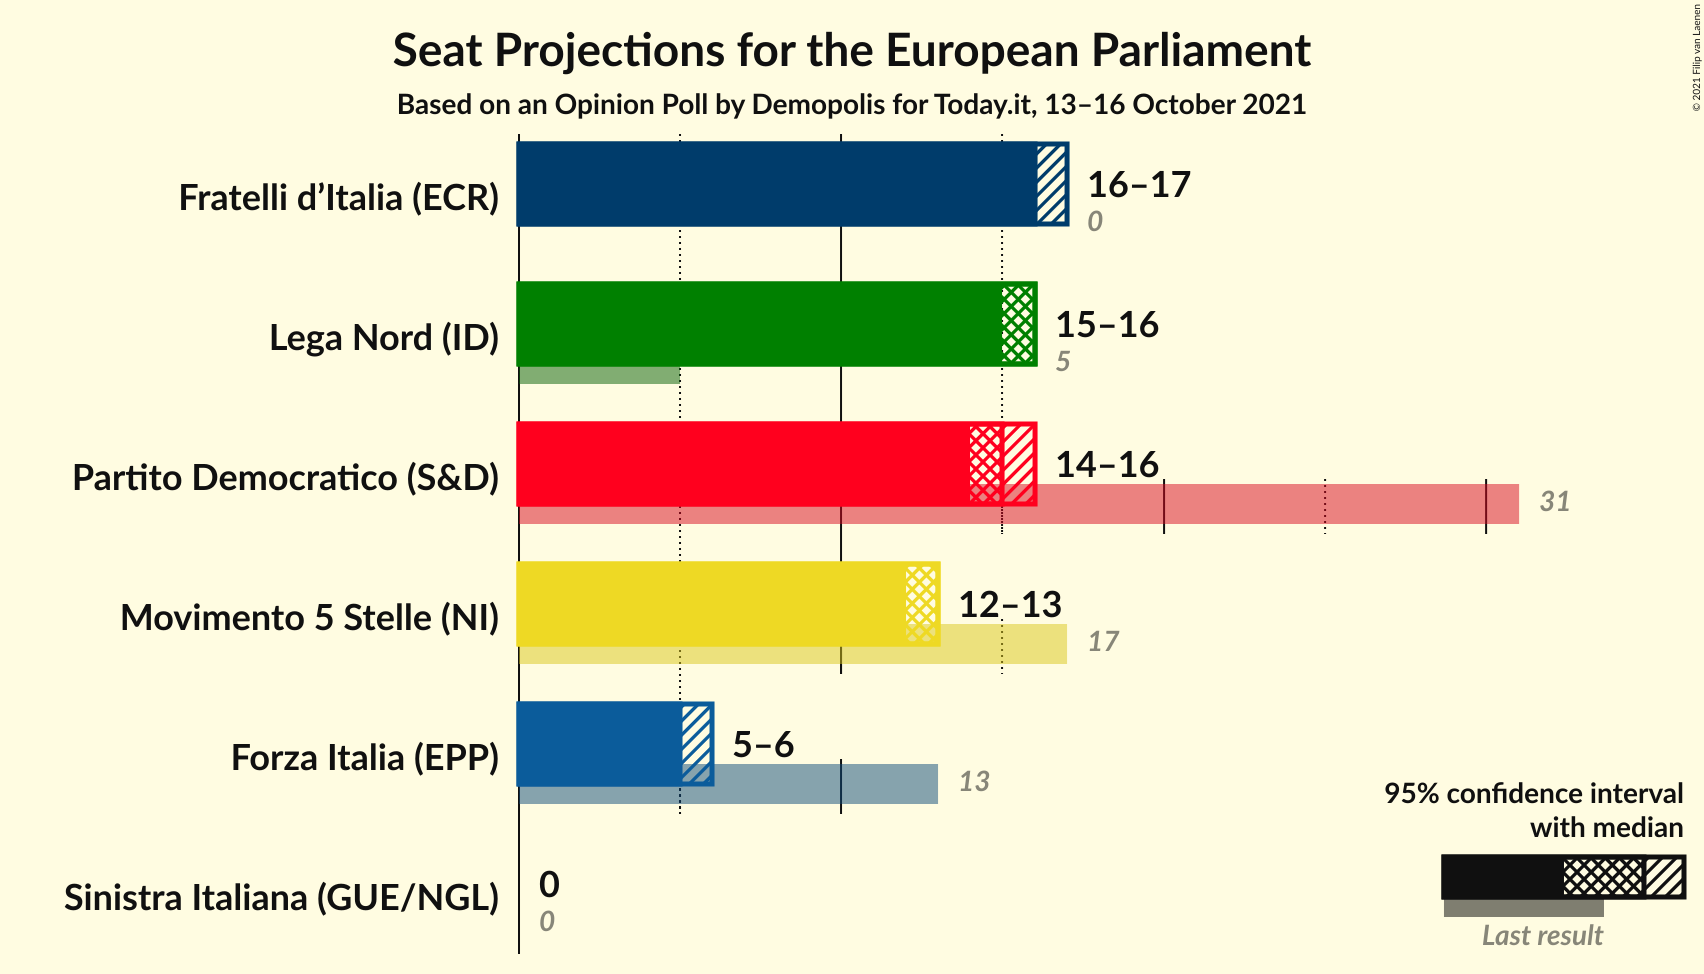 Seat Projections for the European Parliament
Based on an Opinion Poll by Demopolis for Today.it, 13–16 October 2021
© 2021 Filip van Laenen
Fratelli d’Italia (ECR)
16–17
0
Lega Nord (ID)
15–16
5
Partito Democratico (S&D)
14–16
31
Movimento 5 Stelle (NI)
12–13
17
Forza Italia (EPP)
5–6
13
Sinistra Italiana (GUE/NGL)
0
0
95% confidence interval
with median
Last result